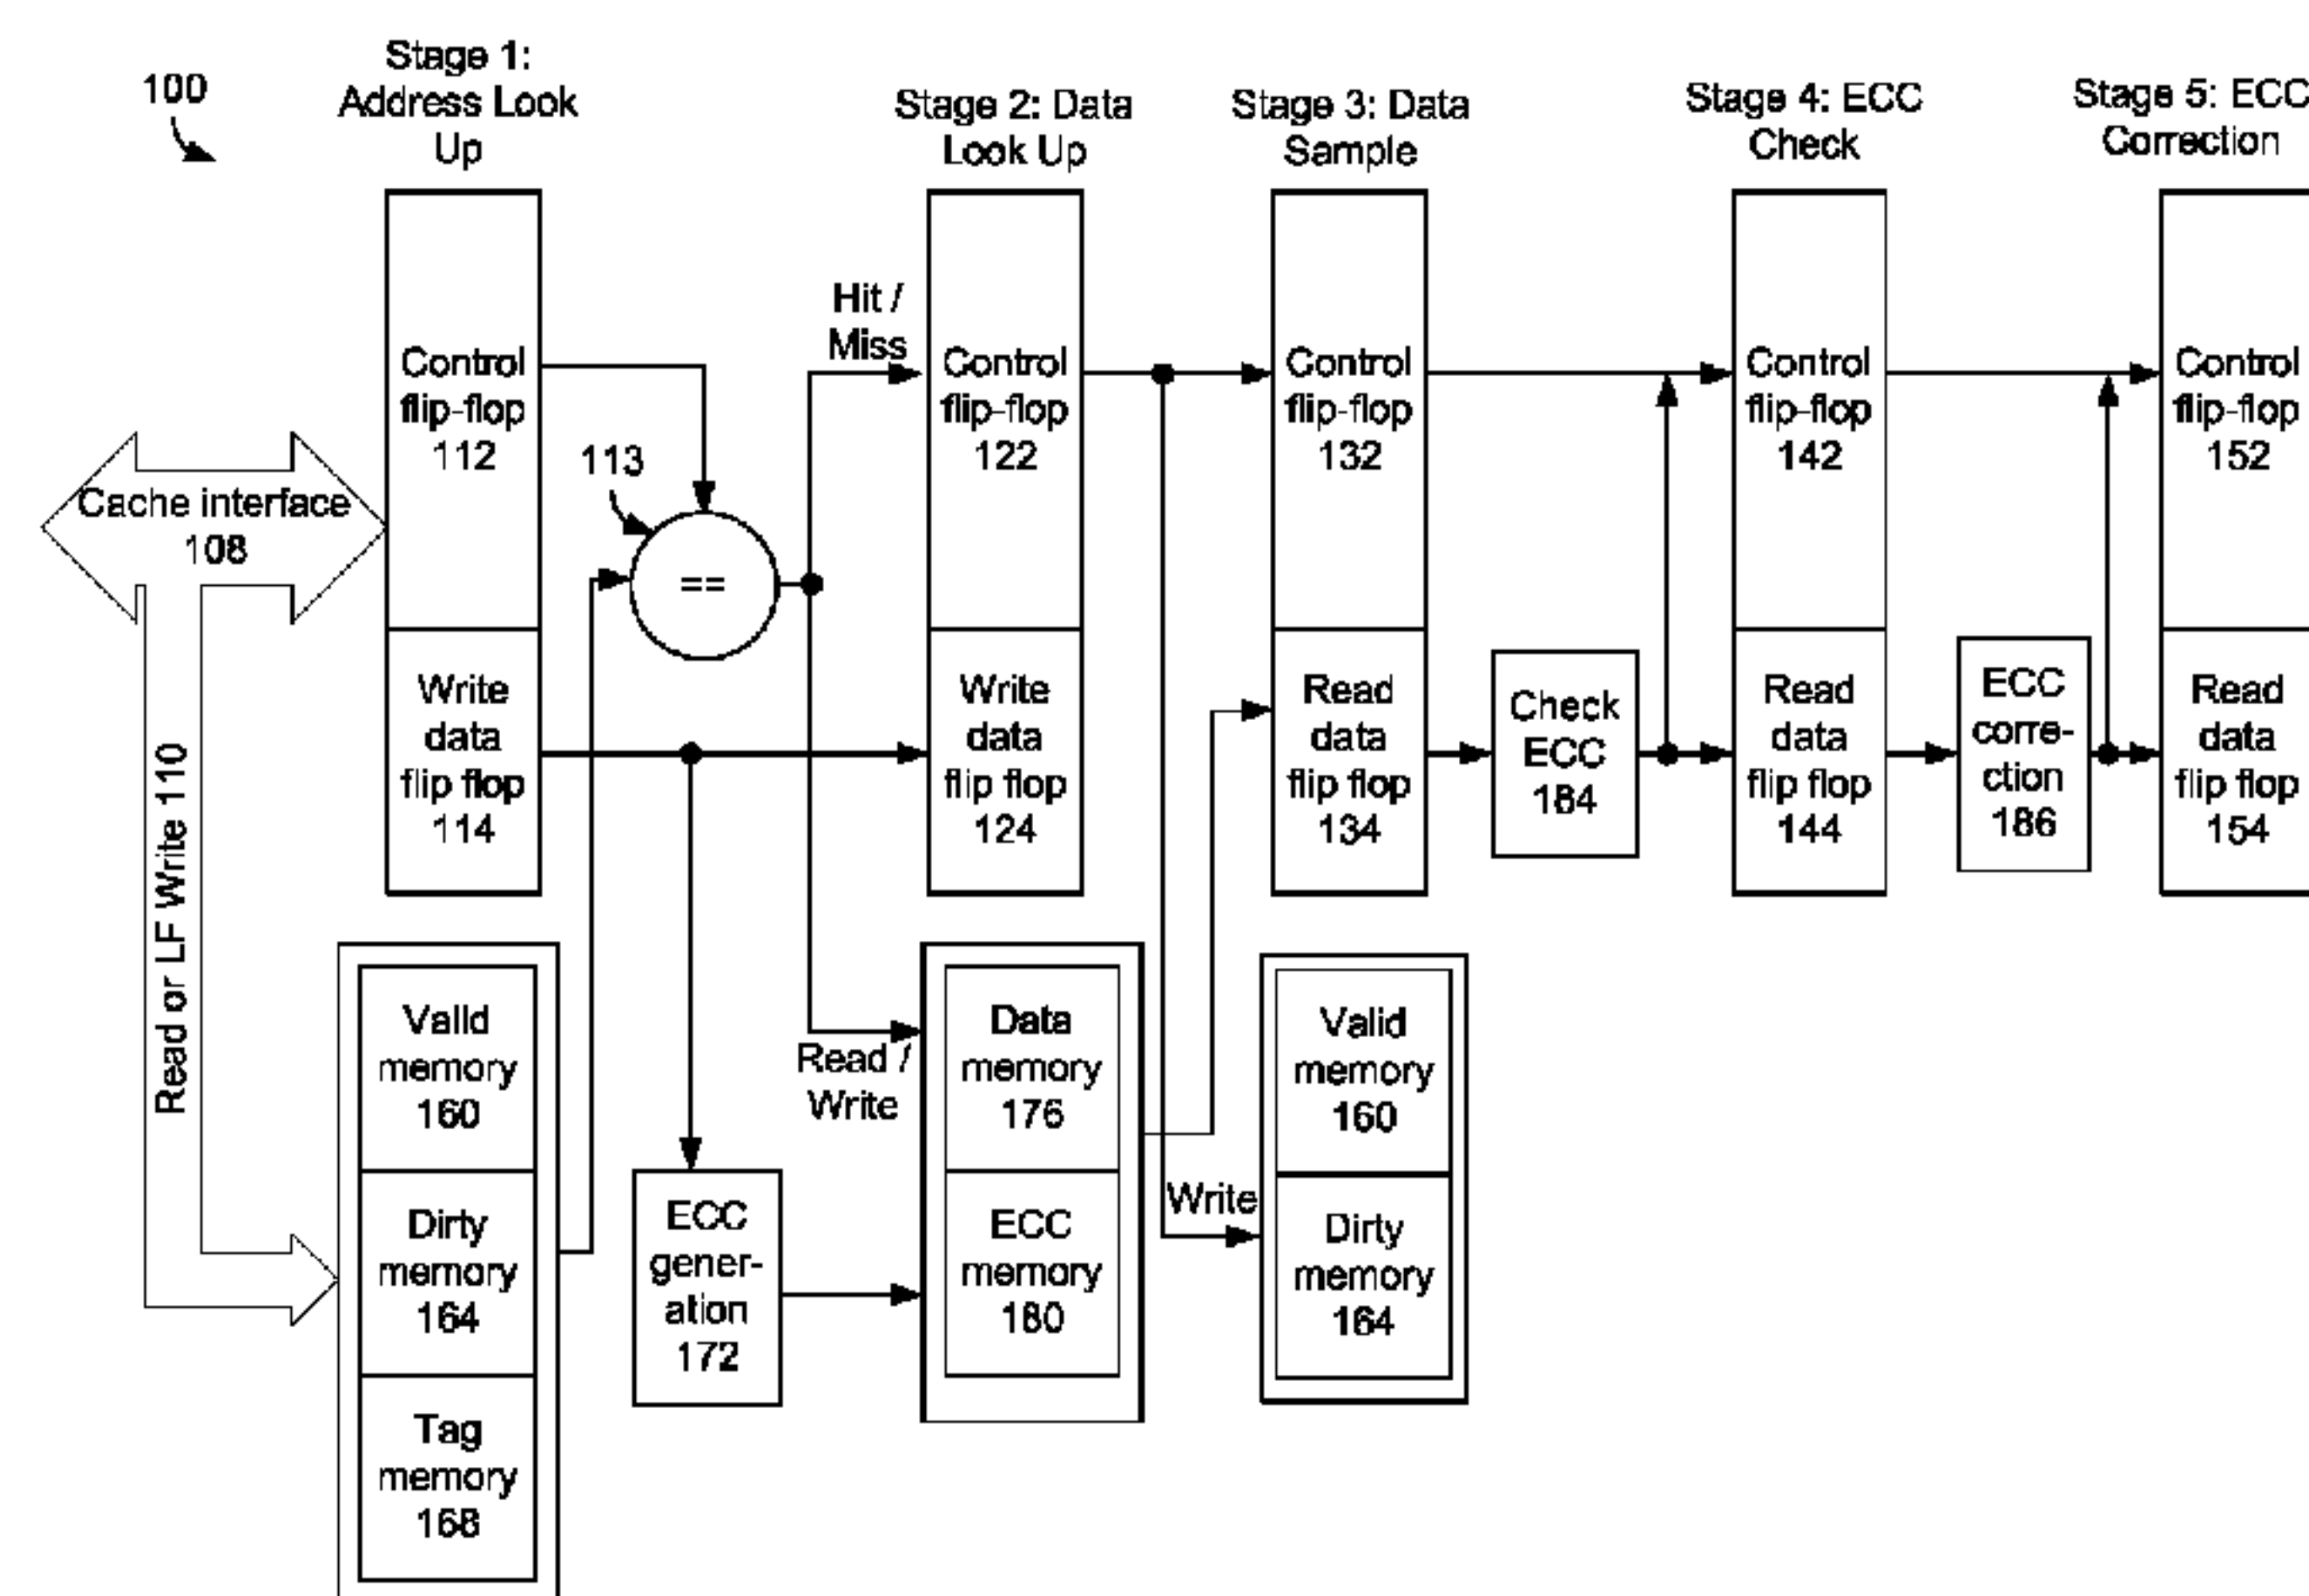 100
Stage 1:
Address Look
Up
Stage 2: Data
Look Up
Stage 3: Data
Sample
Stage 4: ECC
Check
Stage 5: ECC
Correction
Cache interface
108
Read or LF Write 110
Control
flip-flop
112
Write
data
flip flop
114
113
==
Hit /
Miss
Read /
Write
Control
flip-flop
122
Write
data
flip flop
124
Control
flip-flop
132
Read
data
flip flop
134
Check
ECC
184
Control
flip-flop
142
Read
data
flip flop
144
ECC
corre-
ction
186
Control
flip-flop
152
Read
data
flip flop
154
Valid
memory
160
Dirty
memory
164
Tag
memory
168
ECC
gener-
ation
172
Data
memory
176
ECC
memory
180
Write
Valid
memory
160
Dirty
memory
164